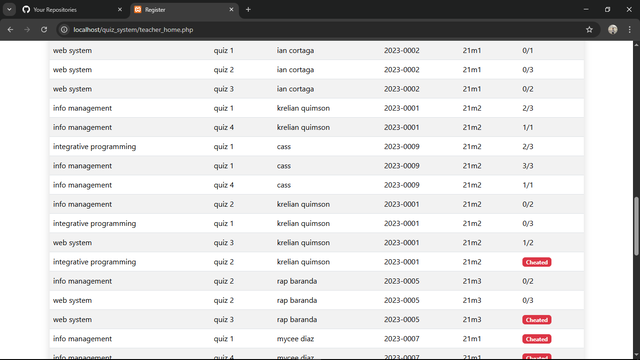 Your Repositories
Register
localhost/quiz_system/teacher_home.php
web system quiz 1 ian cortaga 2023-0002 21m1 0/1
web system quiz 2 ian cortaga 2023-0002 21m1 0/3
web system quiz 3 ian cortaga 2023-0002 21m1 0/2
info management quiz 1 krelian quimson 2023-0001 21m2 2/3
info management quiz 4 krelian quimson 2023-0001 21m2 1/1
integrative programming quiz 1 cass 2023-0009 21m2 2/3
info management quiz 1 cass 2023-0009 21m2 3/3
info management quiz 4 cass 2023-0009 21m2 1/1
info management quiz 2 krelian quimson 2023-0001 21m2 0/2
integrative programming quiz 1 krelian quimson 2023-0001 21m2 0/3
web system quiz 3 krelian quimson 2023-0001 21m2 1/2
integrative programming quiz 2 krelian quimson 2023-0001 21m2 Cheated
info management quiz 2 rap baranda 2023-0005 21m3 0/2
web system quiz 2 rap baranda 2023-0005 21m3 0/3
web system quiz 3 rap baranda 2023-0005 21m3 Cheated
info management quiz 1 mycee diaz 2023-0007 21m1 Cheated
info management quiz 4 mycee diaz 2023-0007 21m1 Cheated